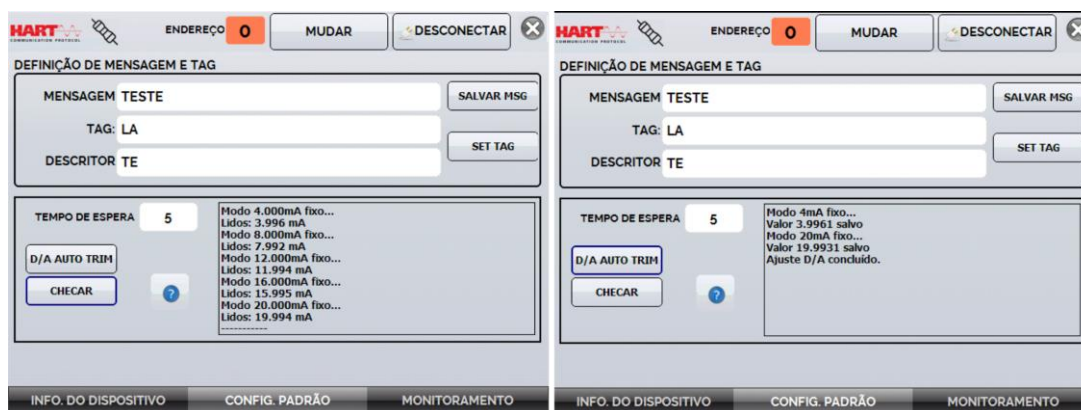 HART
COMMUNICATION PROTOCOL
ENDEREÇO 0 MUDAR DESCONECTAR
DEFINIÇÃO DE MENSAGEM E TAG
MENSAGEM TESTE SALVAR MSG
TAG: LA
SET TAG
DESCRITOR TE
TEMPO DE ESPERA 5
D/A AUTO TRIM
CHECAR ?
Modo 4.000mA fixo...
Lidos: 3.996 mA
Modo 8.000mA fixo...
Lidos: 7.992 mA
Modo 12.000mA fixo...
Lidos: 11.994 mA
Modo 16.000mA fixo...
Lidos: 15.995 mA
Modo 20.000mA fixo...
Lidos: 19.994 mA
-----------
INFO. DO DISPOSITIVO CONFIG. PADRÃO MONITORAMENTO
HART
COMMUNICATION PROTOCOL
ENDEREÇO 0 MUDAR DESCONECTAR
DEFINIÇÃO DE MENSAGEM E TAG
MENSAGEM TESTE SALVAR MSG
TAG: LA
SET TAG
DESCRITOR TE
TEMPO DE ESPERA 5
D/A AUTO TRIM
CHECAR ?
Modo 4mA fixo...
Valor 3.9961 salvo
Modo 20mA fixo...
Valor 19.9931 salvo
Ajuste D/A concluído.
INFO. DO DISPOSITIVO CONFIG. PADRÃO MONITORAMENTO